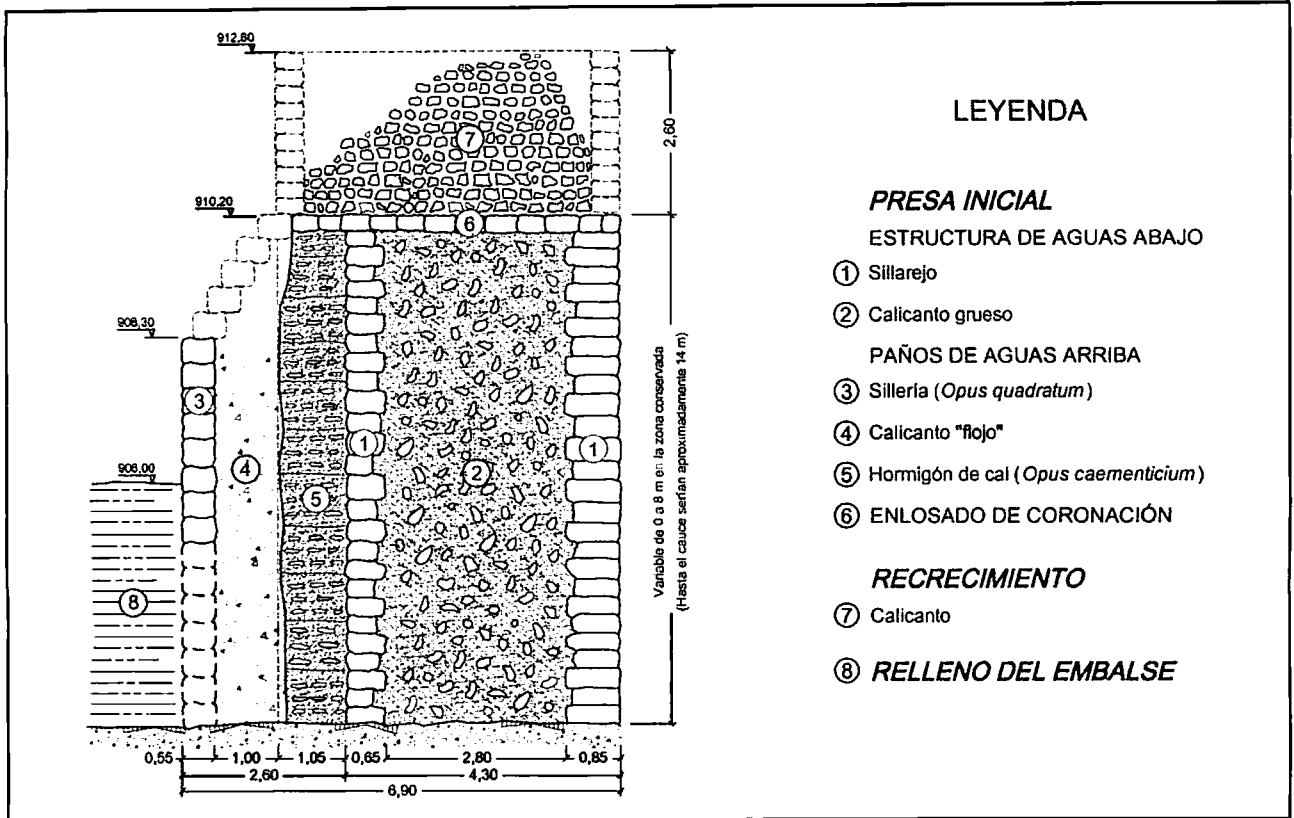 912,80
2,60
7
910,20
6
908,30
3
1
1
4
2
5
906,00
8
Variable de 0 a 8 m en la zona conservada
(Hasta el cauce serían aproximadamente 14 m)
0,55 1,00 1,05 0,65 2,80 0,85
2,60 4,30
6,90
LEYENDA
PRESA INICIAL
ESTRUCTURA DE AGUAS ABAJO
1 Sillarejo
2 Calicanto grueso
PAÑOS DE AGUAS ARRIBA
3 Sillería (Opus quadratum)
4 Calicanto "flojo"
5 Hormigón de cal (Opus caementicium)
6 ENLOSADO DE CORONACIÓN
RECRECIMIENTO
7 Calicanto
8 RELLENO DEL EMBALSE